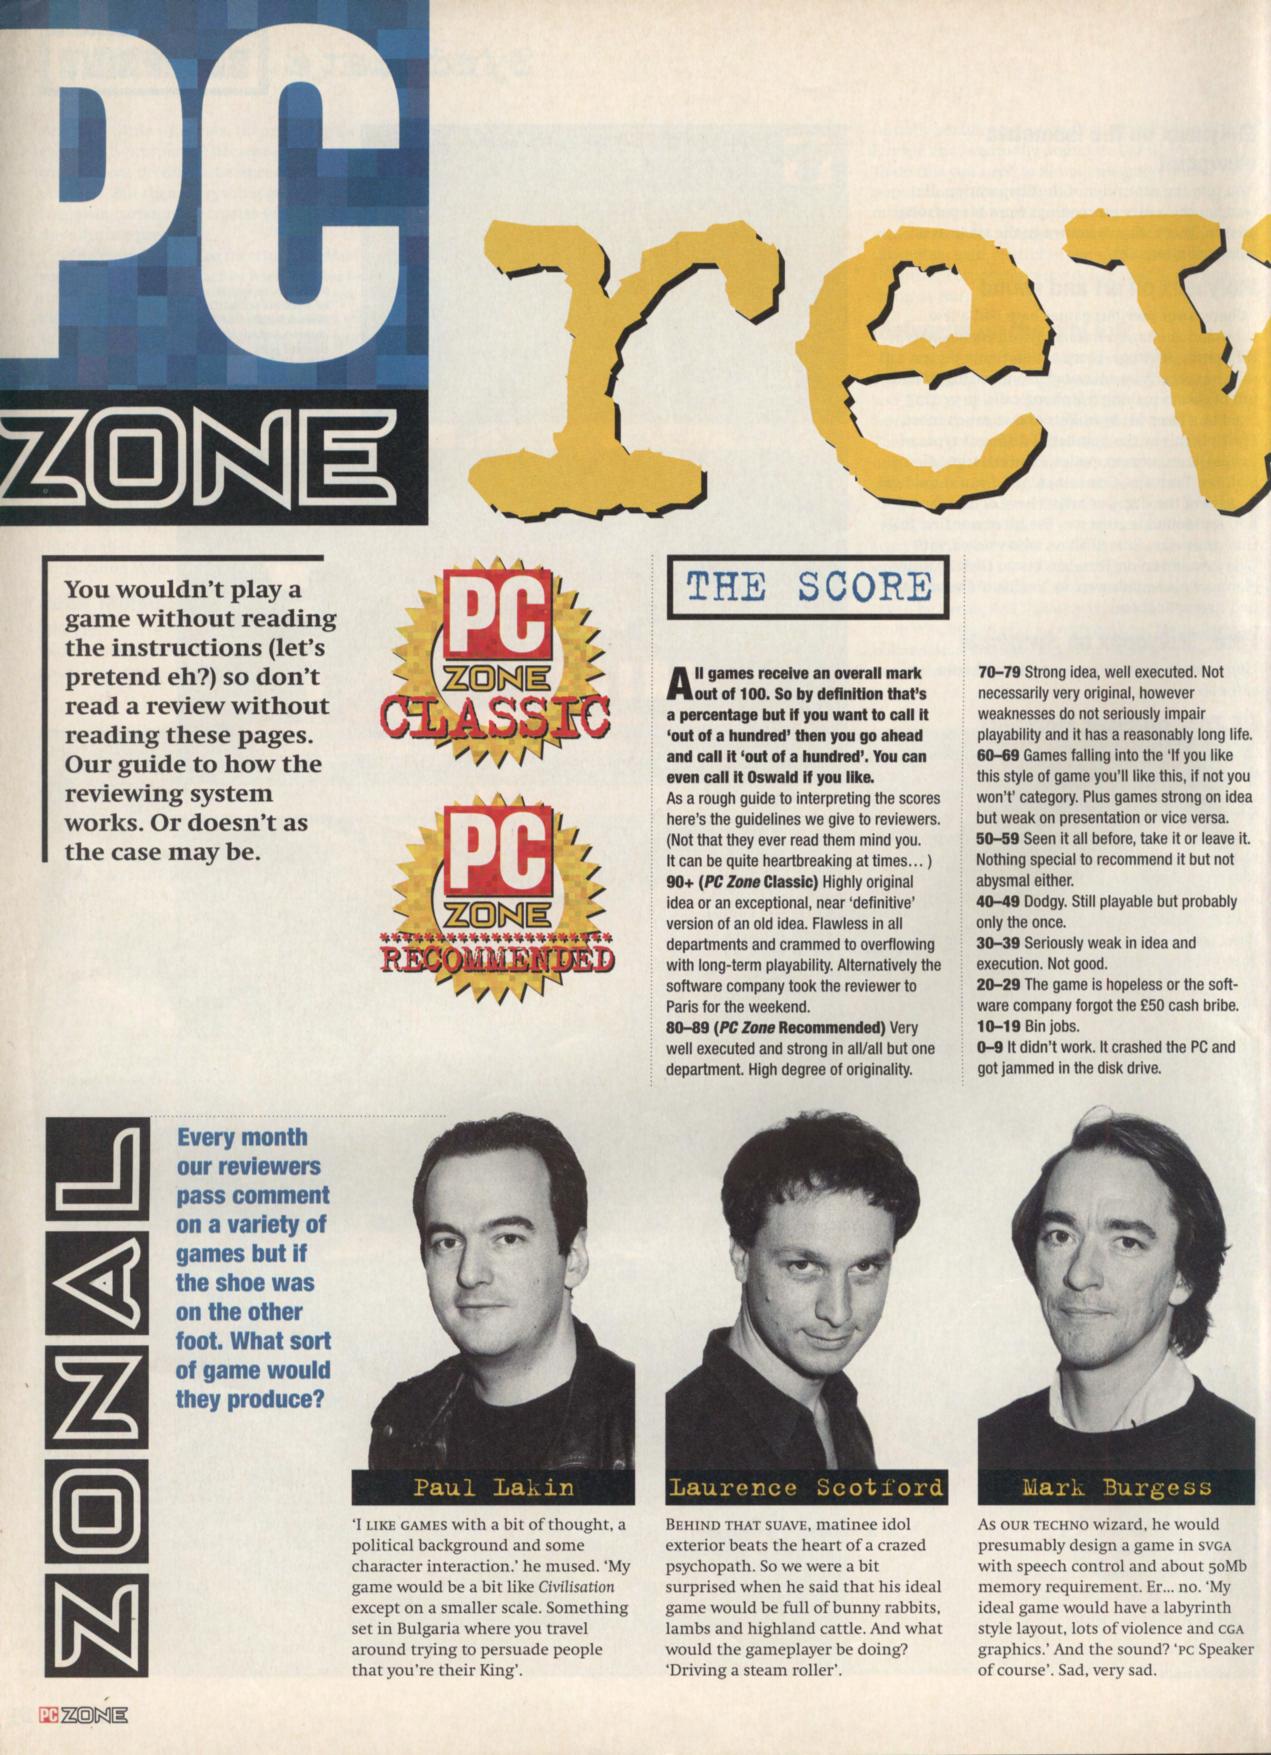 PC
ZONE
rev
You wouldn't play a
game without reading
the instructions (let's
pretend eh?) so don't
read a review without
reading these pages.
Our guide to how the
reviewing system
works. Or doesn't as
the case may be.
PC
ZONE
CLASSIC
PC
ZONE
RECOMMENDED
THE SCORE
All games receive an overall mark
out of 100. So by definition that's
a percentage but if you want to call it
'out of a hundred' then you go ahead
and call it 'out of a hundred'. You can
even call it Oswald if you like.
As a rough guide to interpreting the scores
here's the guidelines we give to reviewers.
(Not that they ever read them mind you.
It can be quite heartbreaking at times... )
90+ (PC Zone Classic) Highly original
idea or an exceptional, near 'definitive'
version of an old idea. Flawless in all
departments and crammed to overflowing
with long-term playability. Alternatively the
software company took the reviewer to
Paris for the weekend.
80–89 (PC Zone Recommended) Very
well executed and strong in all/all but one
department. High degree of originality.
70–79 Strong idea, well executed. Not
necessarily very original, however
weaknesses do not seriously impair
playability and it has a reasonably long life.
60–69 Games falling into the 'If you like
this style of game you'll like this, if not you
won't' category. Plus games strong on idea
but weak on presentation or vice versa.
50–59 Seen it all before, take it or leave it.
Nothing special to recommend it but not
abysmal either.
40–49 Dodgy. Still playable but probably
only the once.
30–39 Seriously weak in idea and
execution. Not good.
20–29 The game is hopeless or the soft-
ware company forgot the £50 cash bribe.
10–19 Bin jobs.
0–9 It didn't work. It crashed the PC and
got jammed in the disk drive.
ZONAL
Every month
our reviewers
pass comment
on a variety of
games but if
the shoe was
on the other
foot. What sort
of game would
they produce?
Paul Lakin
'I LIKE GAMES with a bit of thought, a
political background and some
character interaction.' he mused. 'My
game would be a bit like Civilisation
except on a smaller scale. Something
set in Bulgaria where you travel
around trying to persuade people
that you're their King'.
Laurence Scotford
BEHIND THAT SUAVE, matinee idol
exterior beats the heart of a crazed
psychopath. So we were a bit
surprised when he said that his ideal
game would be full of bunny rabbits,
lambs and highland cattle. And what
would the gameplayer be doing?
'Driving a steam roller'.
Mark Burgess
AS OUR TECHNO wizard, he would
presumably design a game in SVGA
with speech control and about 50Mb
memory requirement. Er... no. 'My
ideal game would have a labyrinth
style layout, lots of violence and CGA
graphics.' And the sound? 'PC Speaker
of course'. Sad, very sad.
PC ZONE